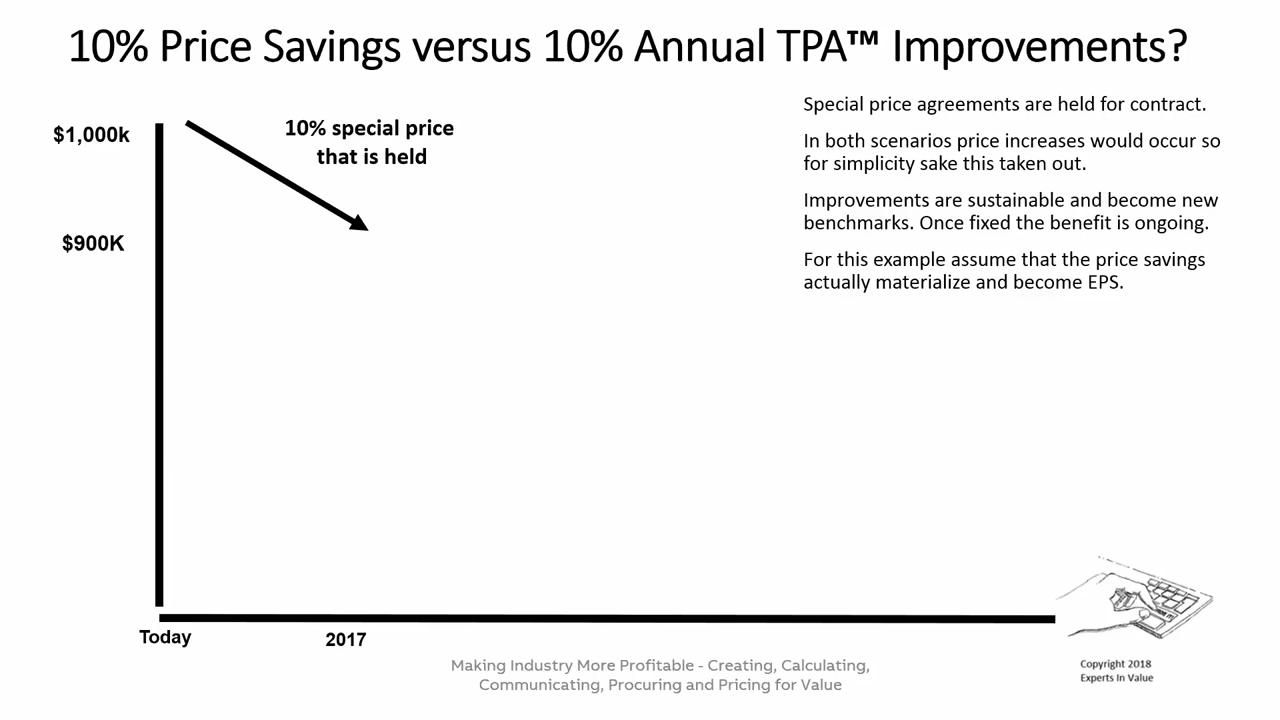 10% Price Savings versus 10% Annual TPA™ Improvements?
$1,000k
10% special price
that is held
$900K
Special price agreements are held for contract.
In both scenarios price increases would occur so
for simplicity sake this taken out.
Improvements are sustainable and become new
benchmarks. Once fixed the benefit is ongoing.
For this example assume that the price savings
actually materialize and become EPS.
Today
2017
Making Industry More Profitable - Creating, Calculating,
Communicating, Procuring and Pricing for Value
Copyright 2018
Experts In Value